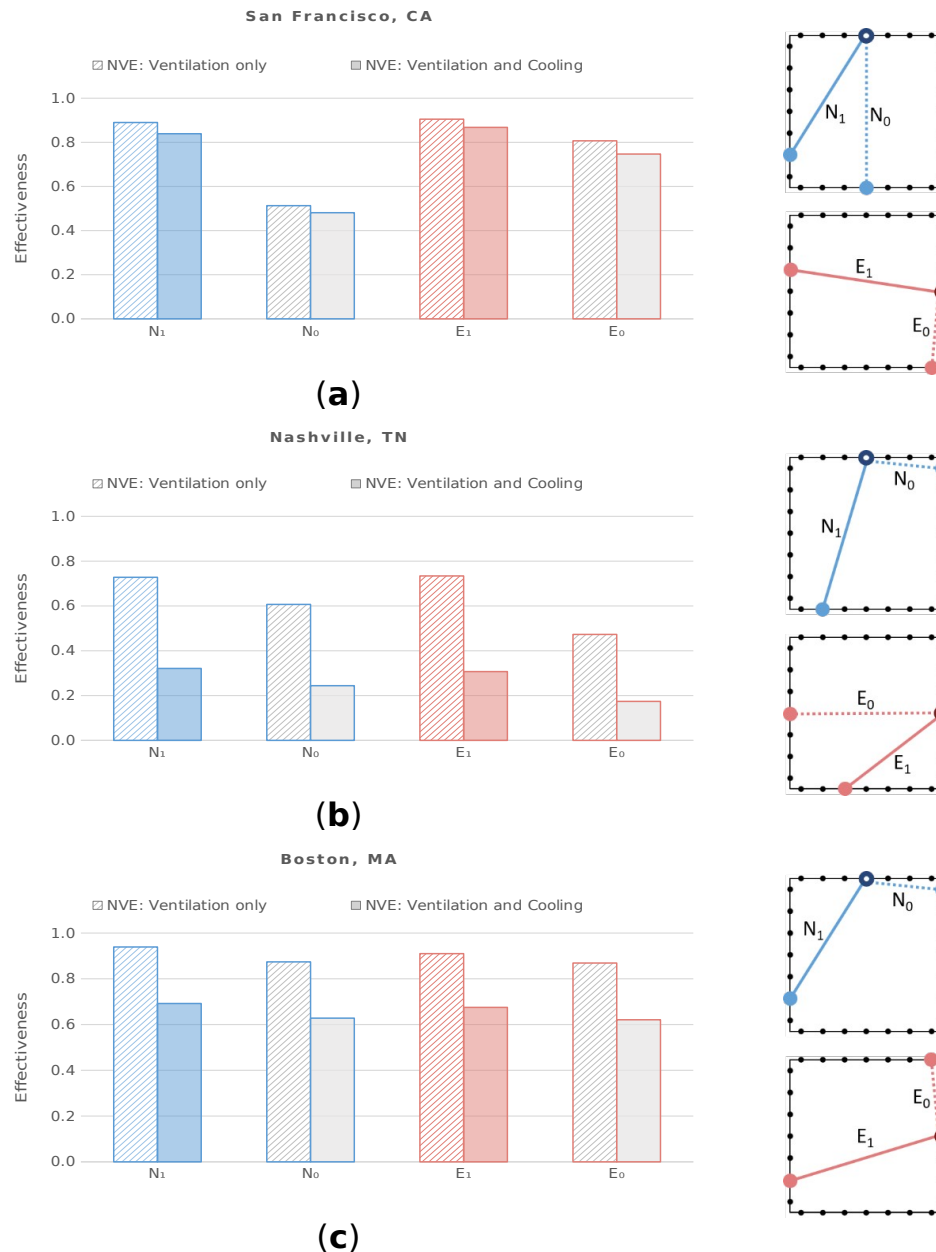 San Francisco, CA
NVE: Ventilation only NVE: Ventilation and Cooling
Effectiveness
1.0
0.8
0.6
0.4
0.2
0.0
N₁ N₀ E₁ E₀
N₁ N₀
E₁
E₀
(a)
Nashville, TN
NVE: Ventilation only NVE: Ventilation and Cooling
Effectiveness
1.0
0.8
0.6
0.4
0.2
0.0
N₁ N₀ E₁ E₀
N₀
N₁
E₀
E₁
(b)
Boston, MA
NVE: Ventilation only NVE: Ventilation and Cooling
Effectiveness
1.0
0.8
0.6
0.4
0.2
0.0
N₁ N₀ E₁ E₀
N₀
N₁
E₀
E₁
(c)